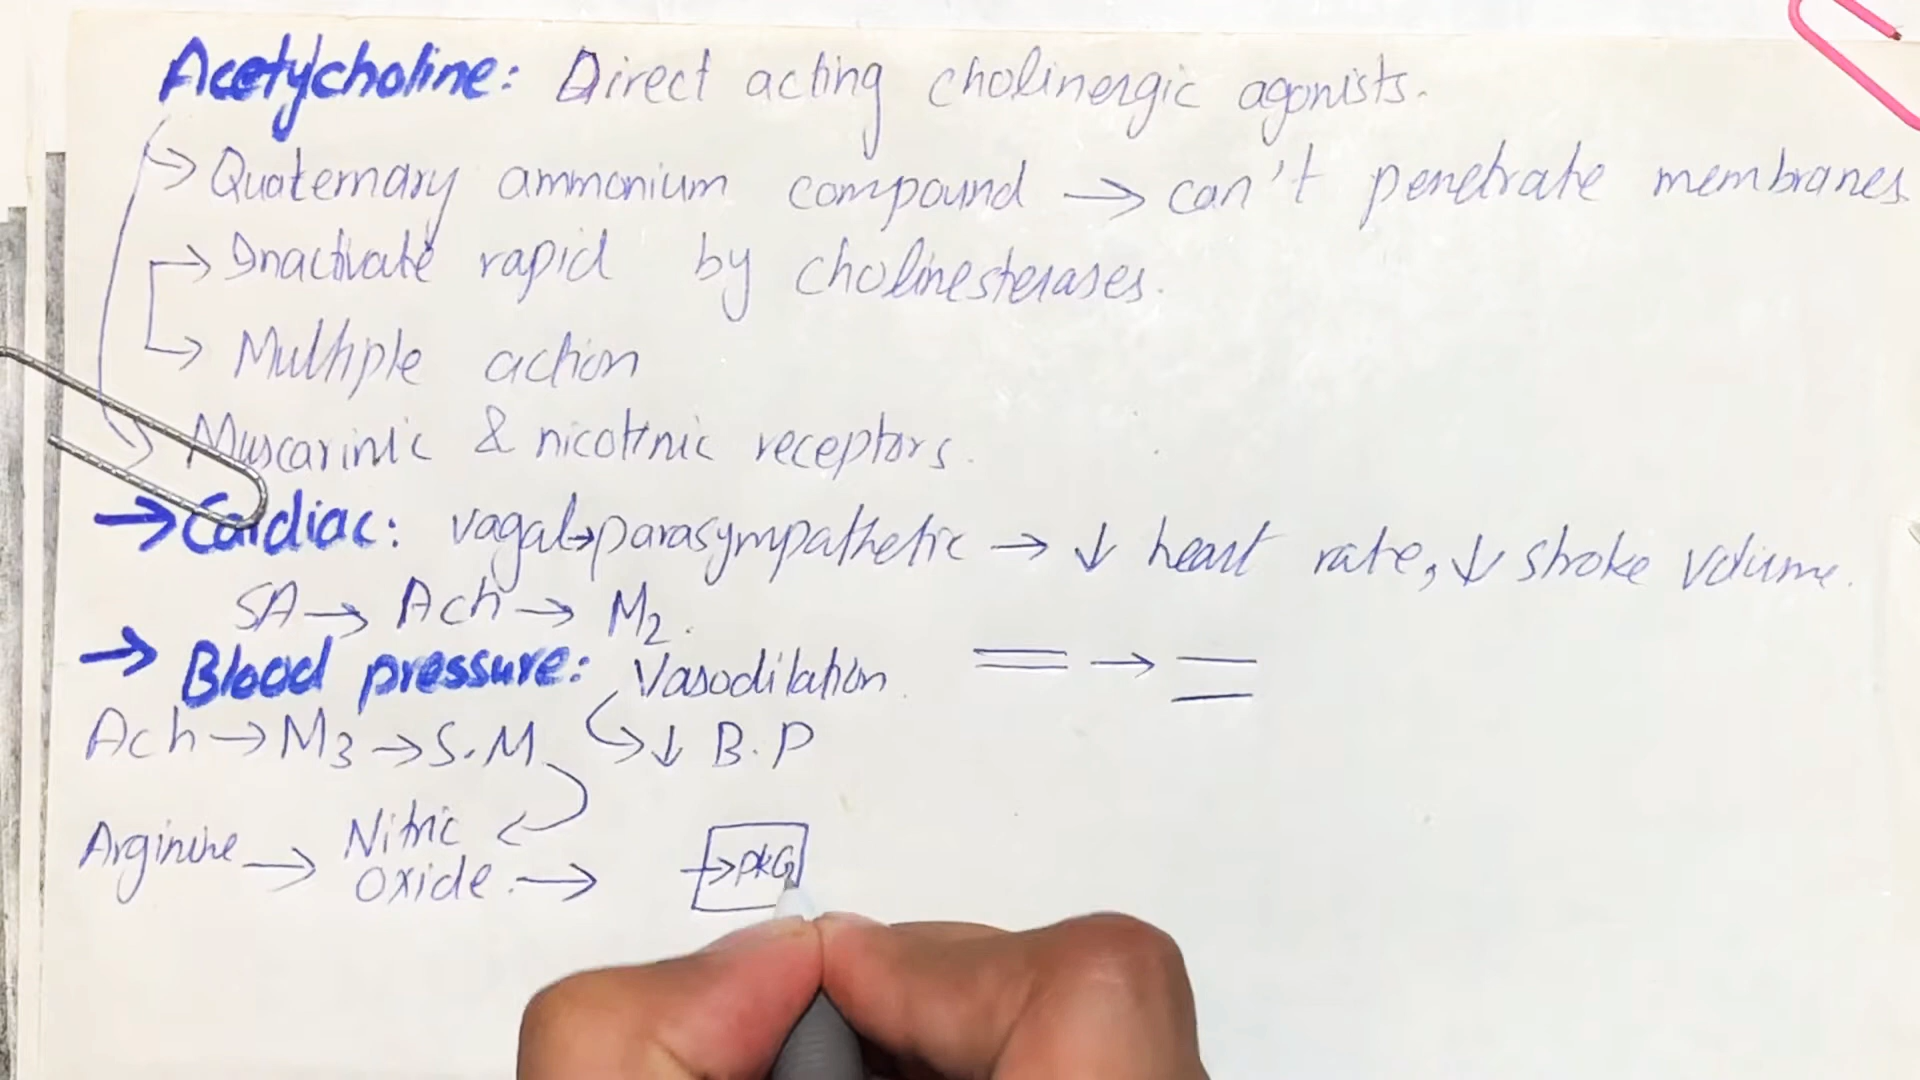 Acetylcholine: Direct acting cholinergic agonists.
→ Quaternary ammonium compound → can't penetrate membranes.
→ Inactivate rapid by cholinesterases.
→ Multiple action
→ Muscarinic & nicotinic receptors.
→ Cardiac: vagal→parasympathetic → ↓ heart rate, ↓ stroke volume.
SA → Ach → M2.
→ Blood pressure: Vasodilation →
Ach → M3 → S.M → ↓ B.P
Arginine → Nitric oxide. → → PKG